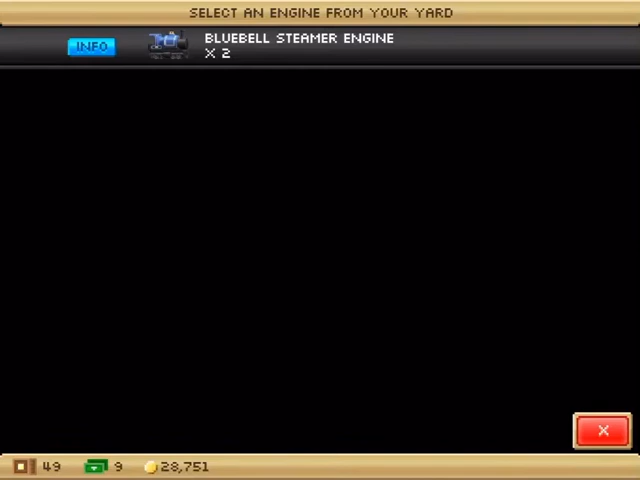 SELECT AN ENGINE FROM YOUR YARD
INFO
BLUEBELL STEAMER ENGINE
X 2
X
49 9 28,751